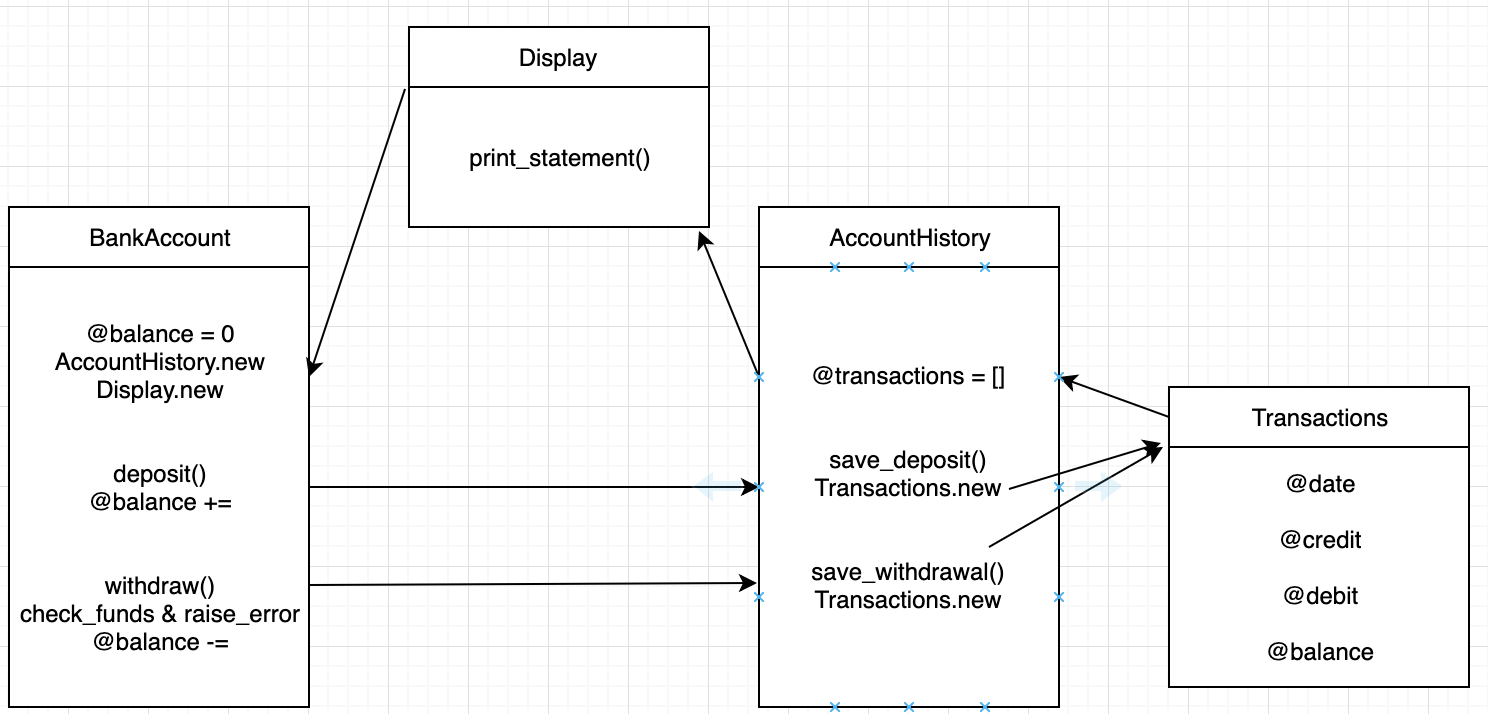 Display
print_statement()
BankAccount
@balance = 0
AccountHistory.new
Display.new
deposit()
@balance +=
withdraw()
check_funds & raise_error
@balance -=
AccountHistory
@transactions = []
save_deposit()
Transactions.new
save_withdrawal()
Transactions.new
Transactions
@date
@credit
@debit
@balance